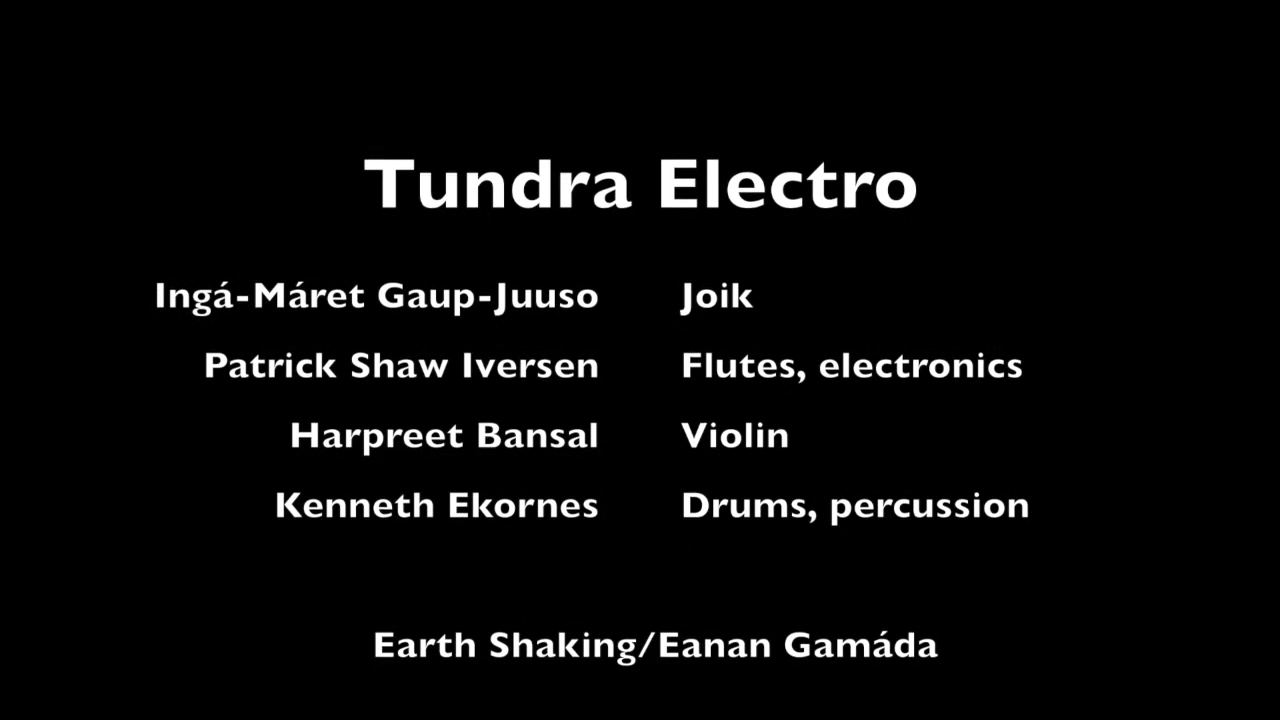 Tundra Electro
Ingá-Máret Gaup-Juuso Joik
Patrick Shaw Iversen Flutes, electronics
Harpreet Bansal Violin
Kenneth Ekornes Drums, percussion
Earth Shaking/Eanan Gamáda